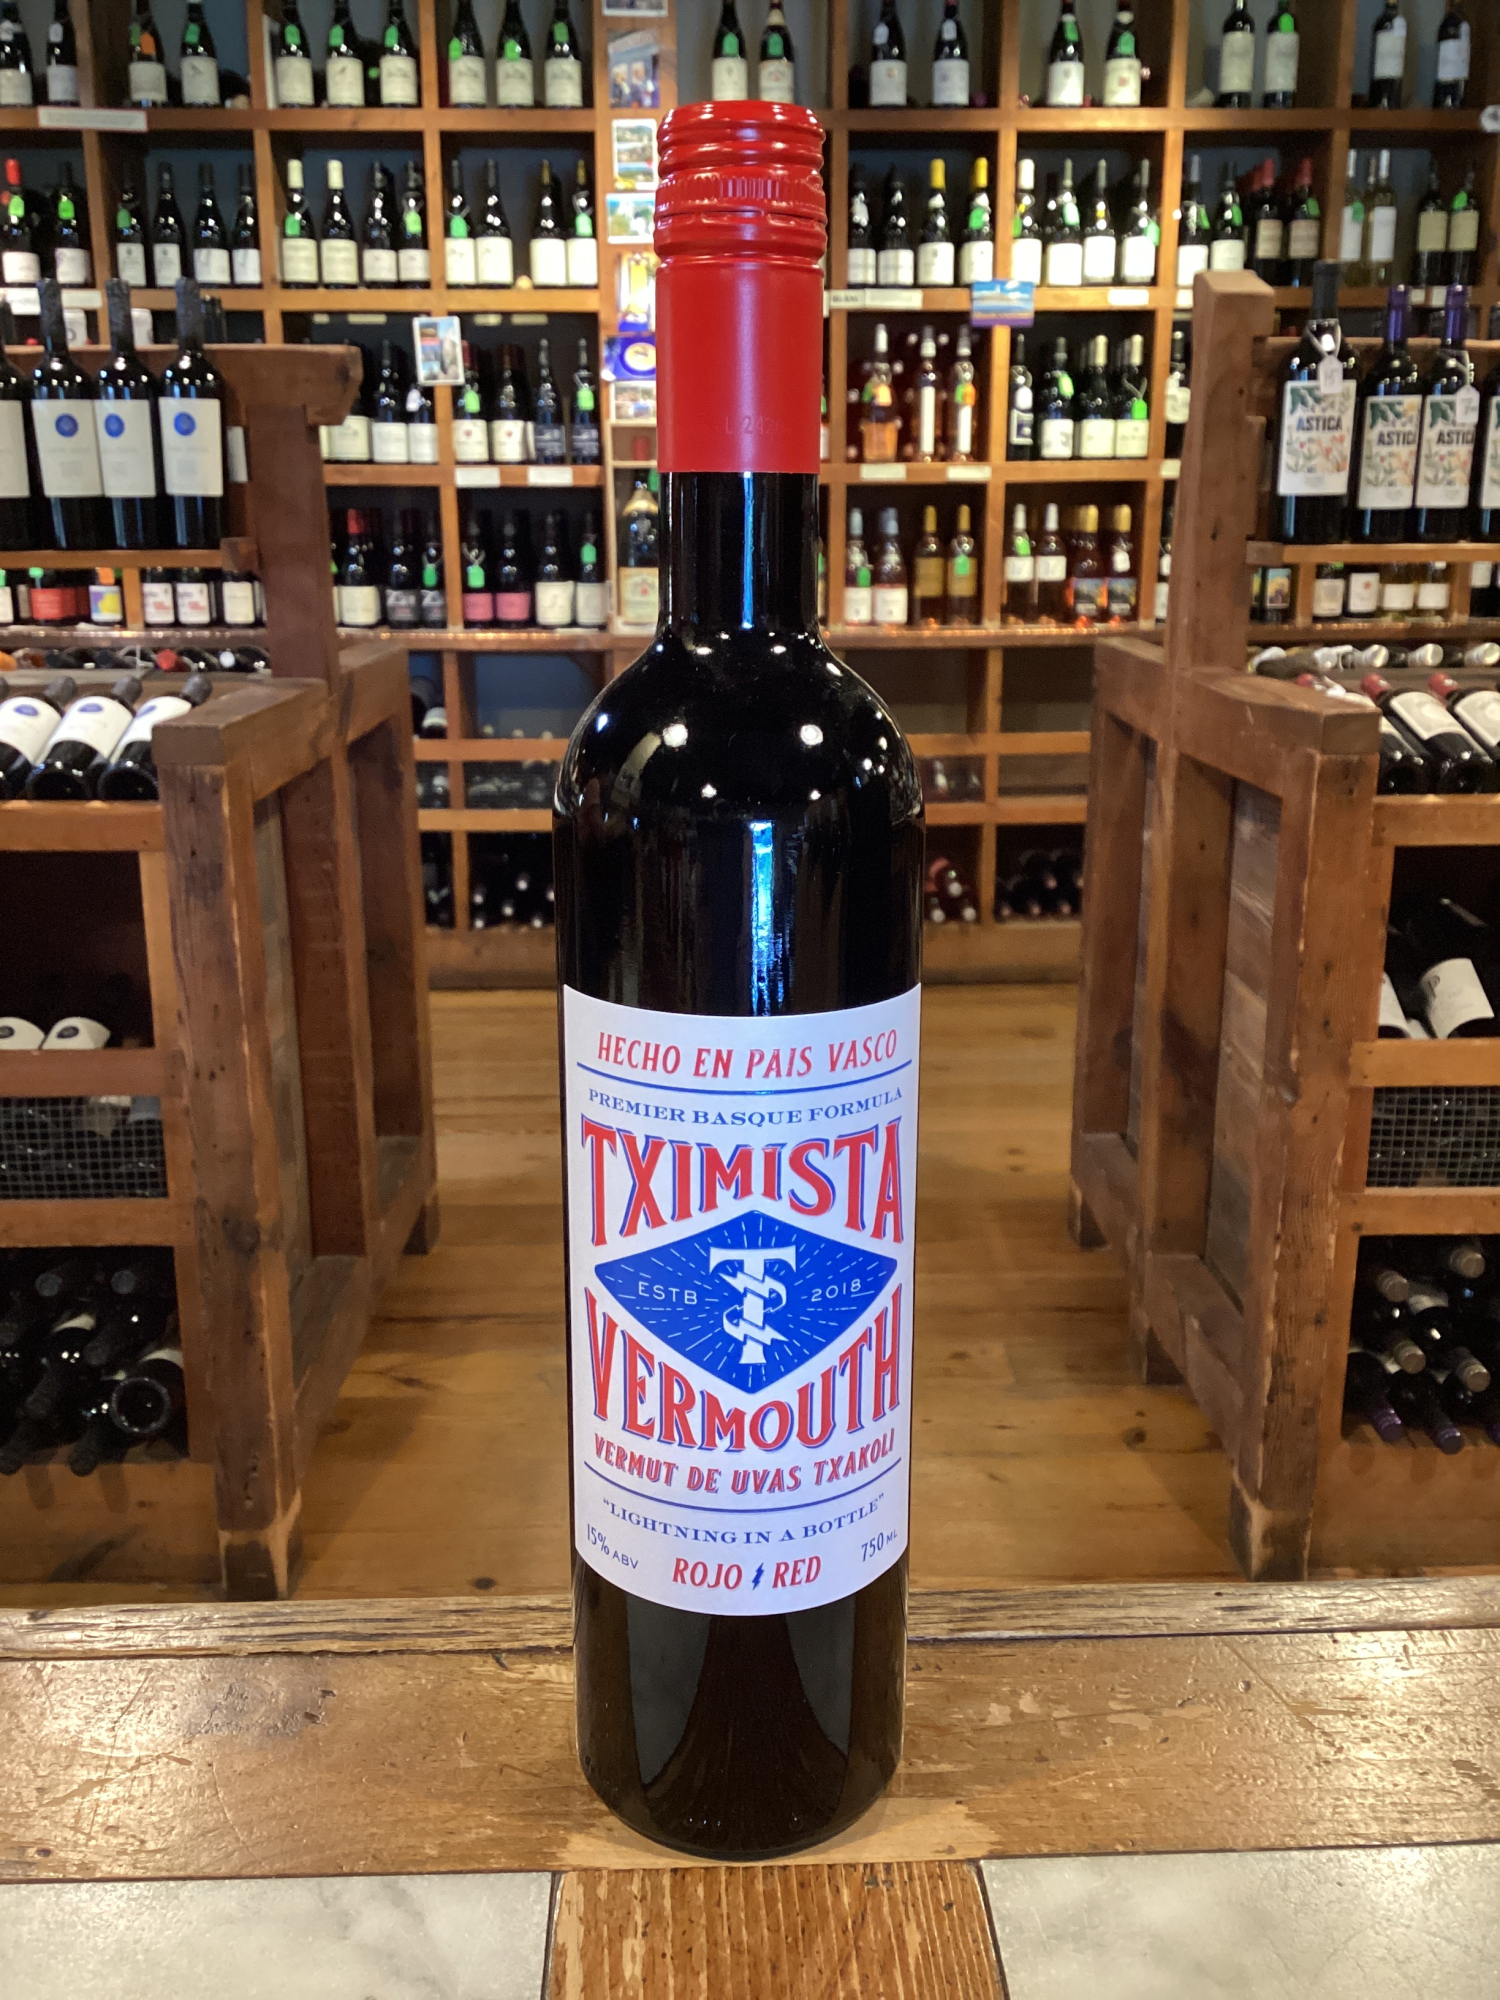 HECHO EN PAIS VASCO
PREMIER BASQUE FORMULA
TXIMISTA
ESTB
T
2018
VERMOUTH
VERMUT DE UVAS TXAKOLI
"LIGHTNING IN A BOTTLE"
15% ABV
ROJO RED
750 ML
ASTICA
ASTICA
ASTICA